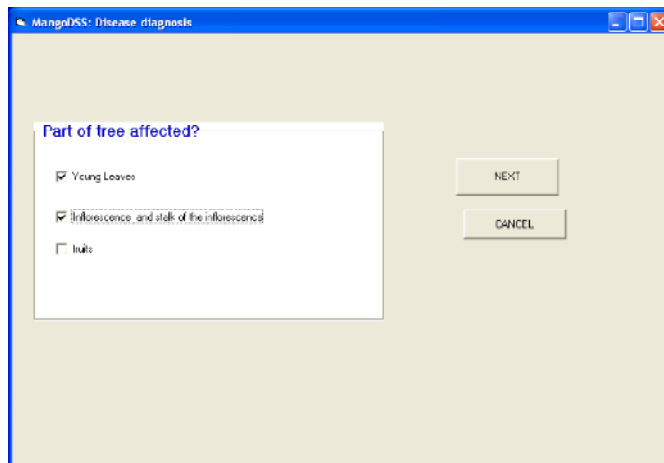 MangoDSS: Disease diagnosis
Part of tree affected?
Young Leaves
NEXT
Inflorescence and stalk of the inflorescence
CANCEL
fruits